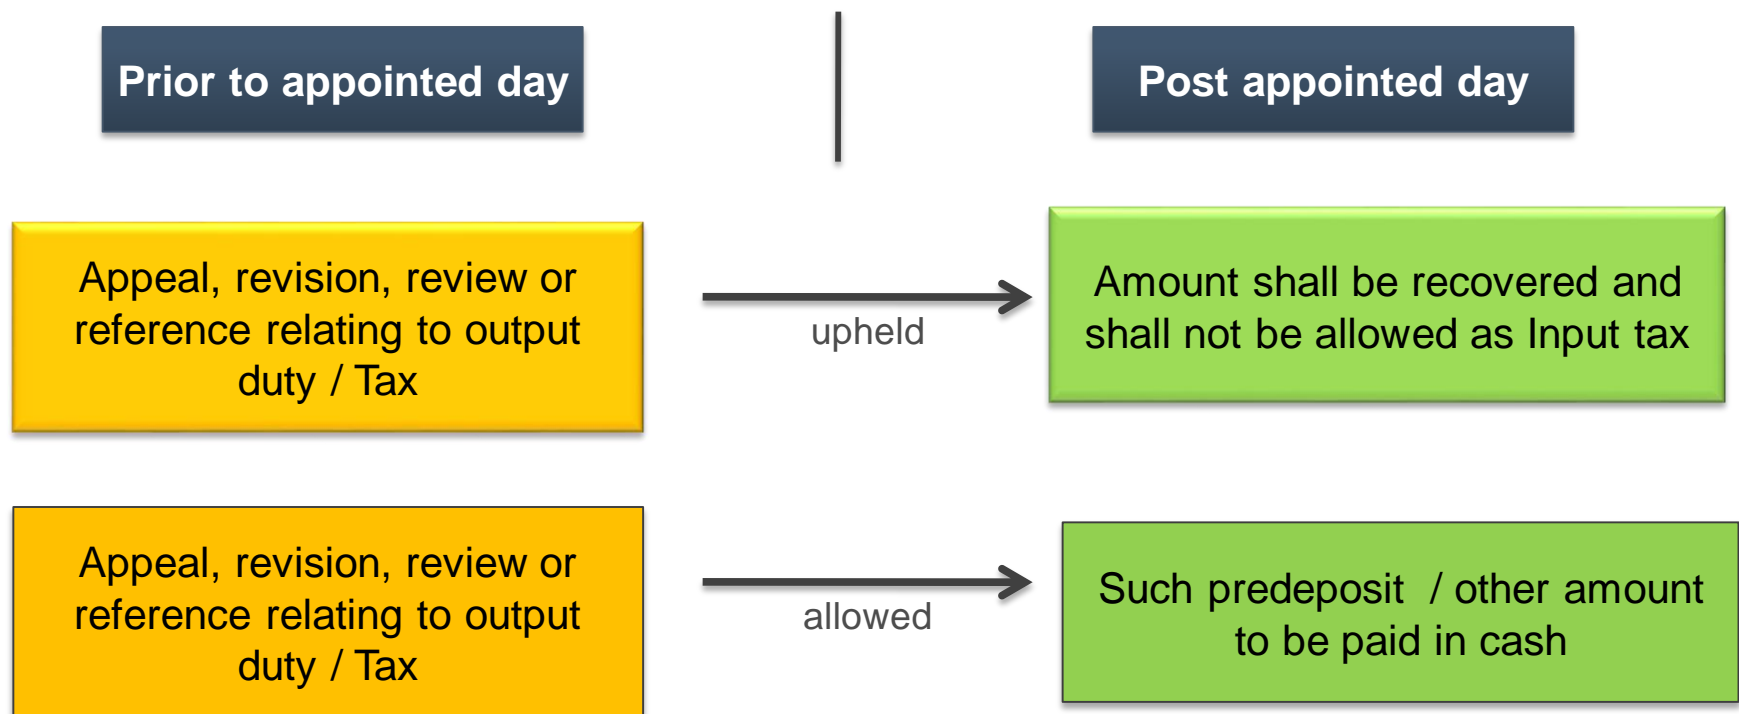 Prior to appointed day
Post appointed day
Appeal, revision, review or
reference relating to output
duty / Tax
upheld
Amount shall be recovered and
shall not be allowed as Input tax
Appeal, revision, review or
reference relating to output
duty / Tax
allowed
Such predeposit / other amount
to be paid in cash